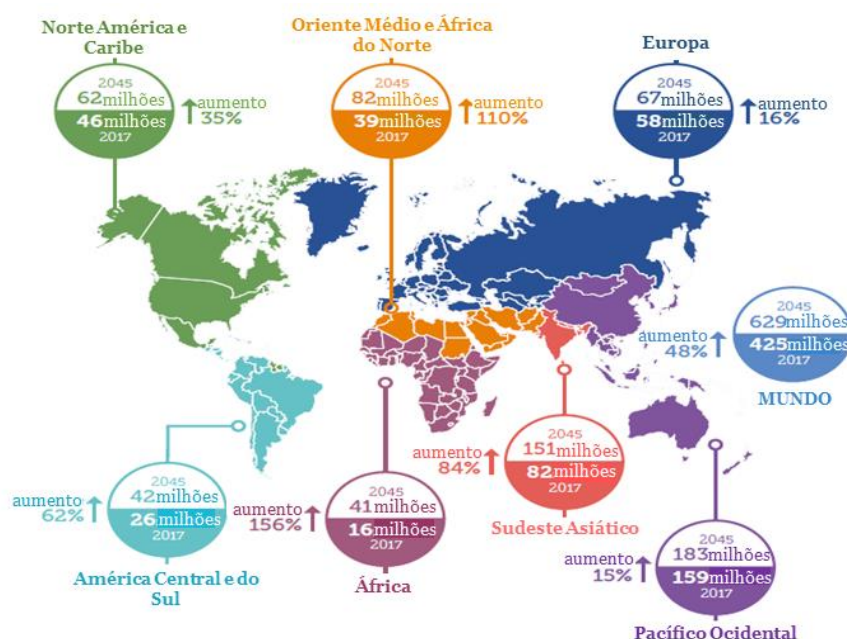 Norte América e
Caribe
2045
62milhões
46milhões
2017
aumento
35%
Oriente Médio e África
do Norte
2045
82milhões
39milhões
2017
aumento
110%
Europa
2045
67milhões
58milhões
2017
aumento
16%
629milhões
425milhões
2017
aumento
48%
MUNDO
aumento
62%
2045
42milhões
26milhões
2017
América Central e do
Sul
aumento
156%
2045
41milhões
16milhões
2017
África
aumento
84%
2045
151milhões
82milhões
2017
Sudeste Asiático
aumento
15%
2045
183milhões
159milhões
2017
Pacífico Ocidental